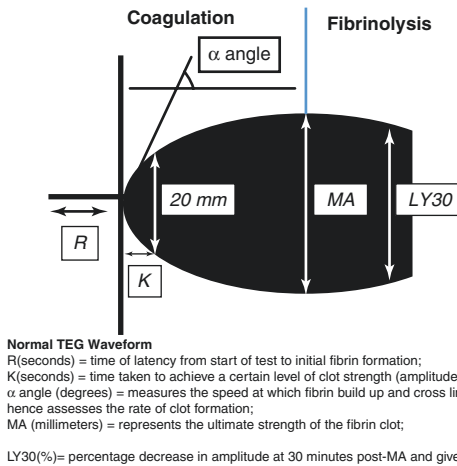 Coagulation
Fibrinolysis
α angle
20 mm
MA
LY30
R
K
Normal TEG Waveform
R(seconds) = time of latency from start of test to initial fibrin formation;
K(seconds) = time taken to achieve a certain level of clot strength (amplitude
α angle (degrees) = measures the speed at which fibrin build up and cross
hence assesses the rate of clot formation;
MA (millimeters) = represents the ultimate strength of the fibrin clot;
LY30(%)= percentage decrease in amplitude at 30 minutes post-MA and